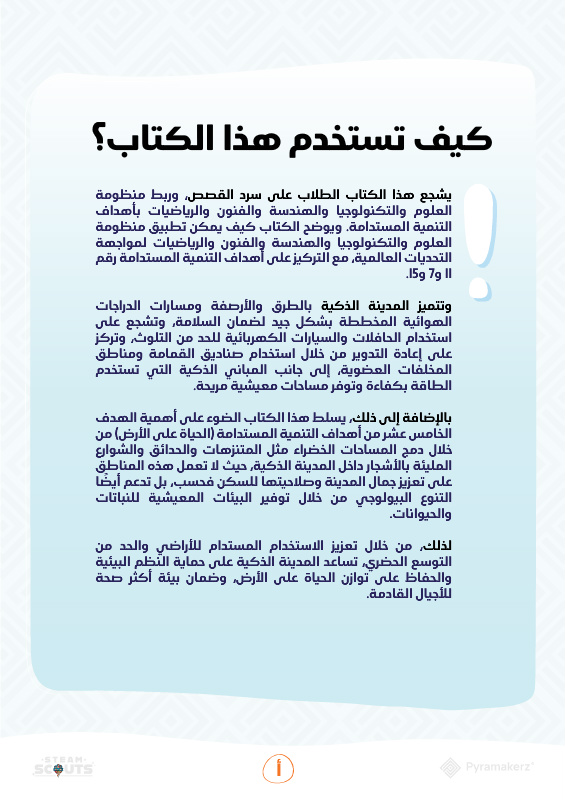 كيف تستخدم هذا الكتاب؟
!
يشجع هذا الكتاب الطلاب على سرد القصص، وربط منظومة
العلوم والتكنولوجيا والهندسة والفنون والرياضيات بأهداف
التنمية المستدامة. ويوضح الكتاب كيف يمكن تطبيق منظومة
العلوم والتكنولوجيا والهندسة والفنون والرياضيات لمواجهة
التحديات العالمية، مع التركيز على أهداف التنمية المستدامة رقم
11 و7 و15.
وتتميز المدينة الذكية بالطرق والأرصفة ومسارات الدراجات
الهوائية المخططة بشكل جيد لضمان السلامة، وتشجع على
استخدام الحافلات والسيارات الكهربائية للحد من التلوث، وتركز
على إعادة التدوير من خلال استخدام صناديق القمامة ومناطق
المخلفات العضوية، إلى جانب المباني الذكية التي تستخدم
الطاقة بكفاءة وتوفر مساحات معيشية مريحة.
بالإضافة إلى ذلك، يسلط هذا الكتاب الضوء على أهمية الهدف
الخامس عشر من أهداف التنمية المستدامة (الحياة على الأرض) من
خلال دمج المساحات الخضراء مثل المتنزهات والحدائق والشوارع
المليئة بالأشجار داخل المدينة الذكية، حيث لا تعمل هذه المناطق
على تعزيز جمال المدينة وصلاحيتها للسكن فحسب، بل تدعم أيضًا
التنوع البيولوجي من خلال توفير البيئات المعيشية للنباتات
والحيوانات.
لذلك، من خلال تعزيز الاستخدام المستدام للأراضي والحد من
التوسع الحضري، تساعد المدينة الذكية على حماية النظم البيئية
والحفاظ على توازن الحياة على الأرض، وضمان بيئة أكثر صحة
للأجيال القادمة.
STEAM
SCOUTS
أ
Pyramakerz